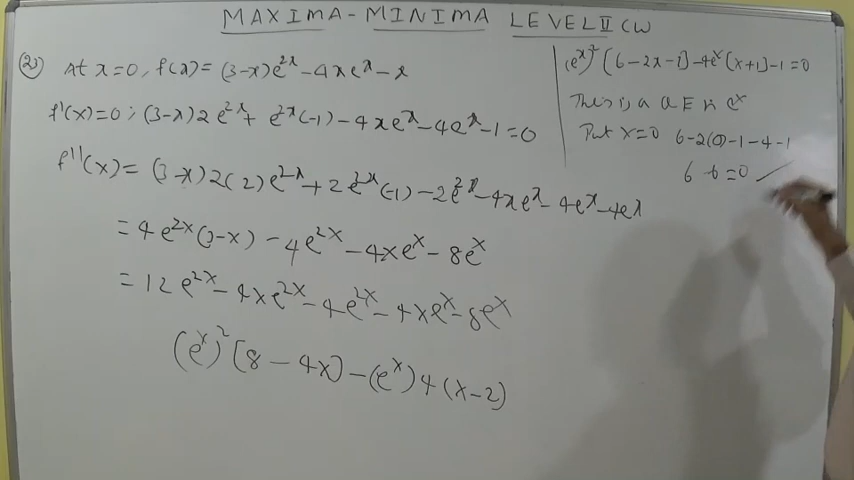 MAXIMA-MINIMA LEVEL II CW
2) At x=0, f(x) = (3-x)e^2x - 4xe^x - x
f'(x)=0; (3-x)2e^2x + e^2x(-1) - 4xe^x - 4e^x - 1 = 0
f''(x) = (3-x)2(2)e^2x + 2e^2x(-1) - 2e^2x - 4xe^x - 4e^x - 4e^x
= 4e^2x(3-x) - 4e^2x - 4xe^x - 8e^x
= 12e^2x - 4xe^2x - 4e^2x - 4xe^x - 8e^x
(e^x)^2 [8 - 4x] - (e^x) 4(x-2)
(e^x)^2 [6-2x-1] - 4e^x [x+1] - 1 = 0
This is a Q E in e^x
Put x=0 6-2(0)-1-4-1
6-6=0 ✓